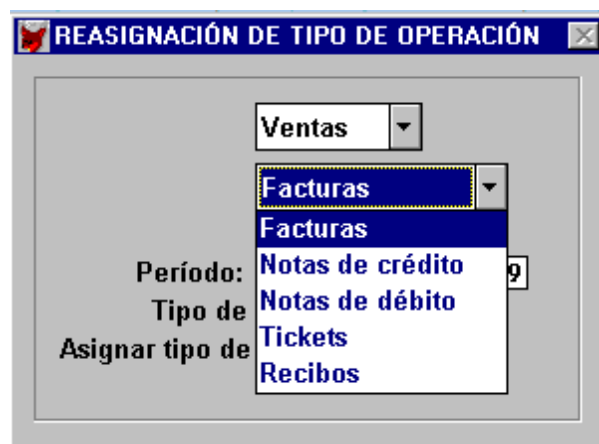 REASIGNACIÓN DE TIPO DE OPERACIÓN
Ventas
Facturas
Facturas
Notas de crédito
Período: 9
Notas de débito
Tipo de
Tickets
Asignar tipo de
Recibos